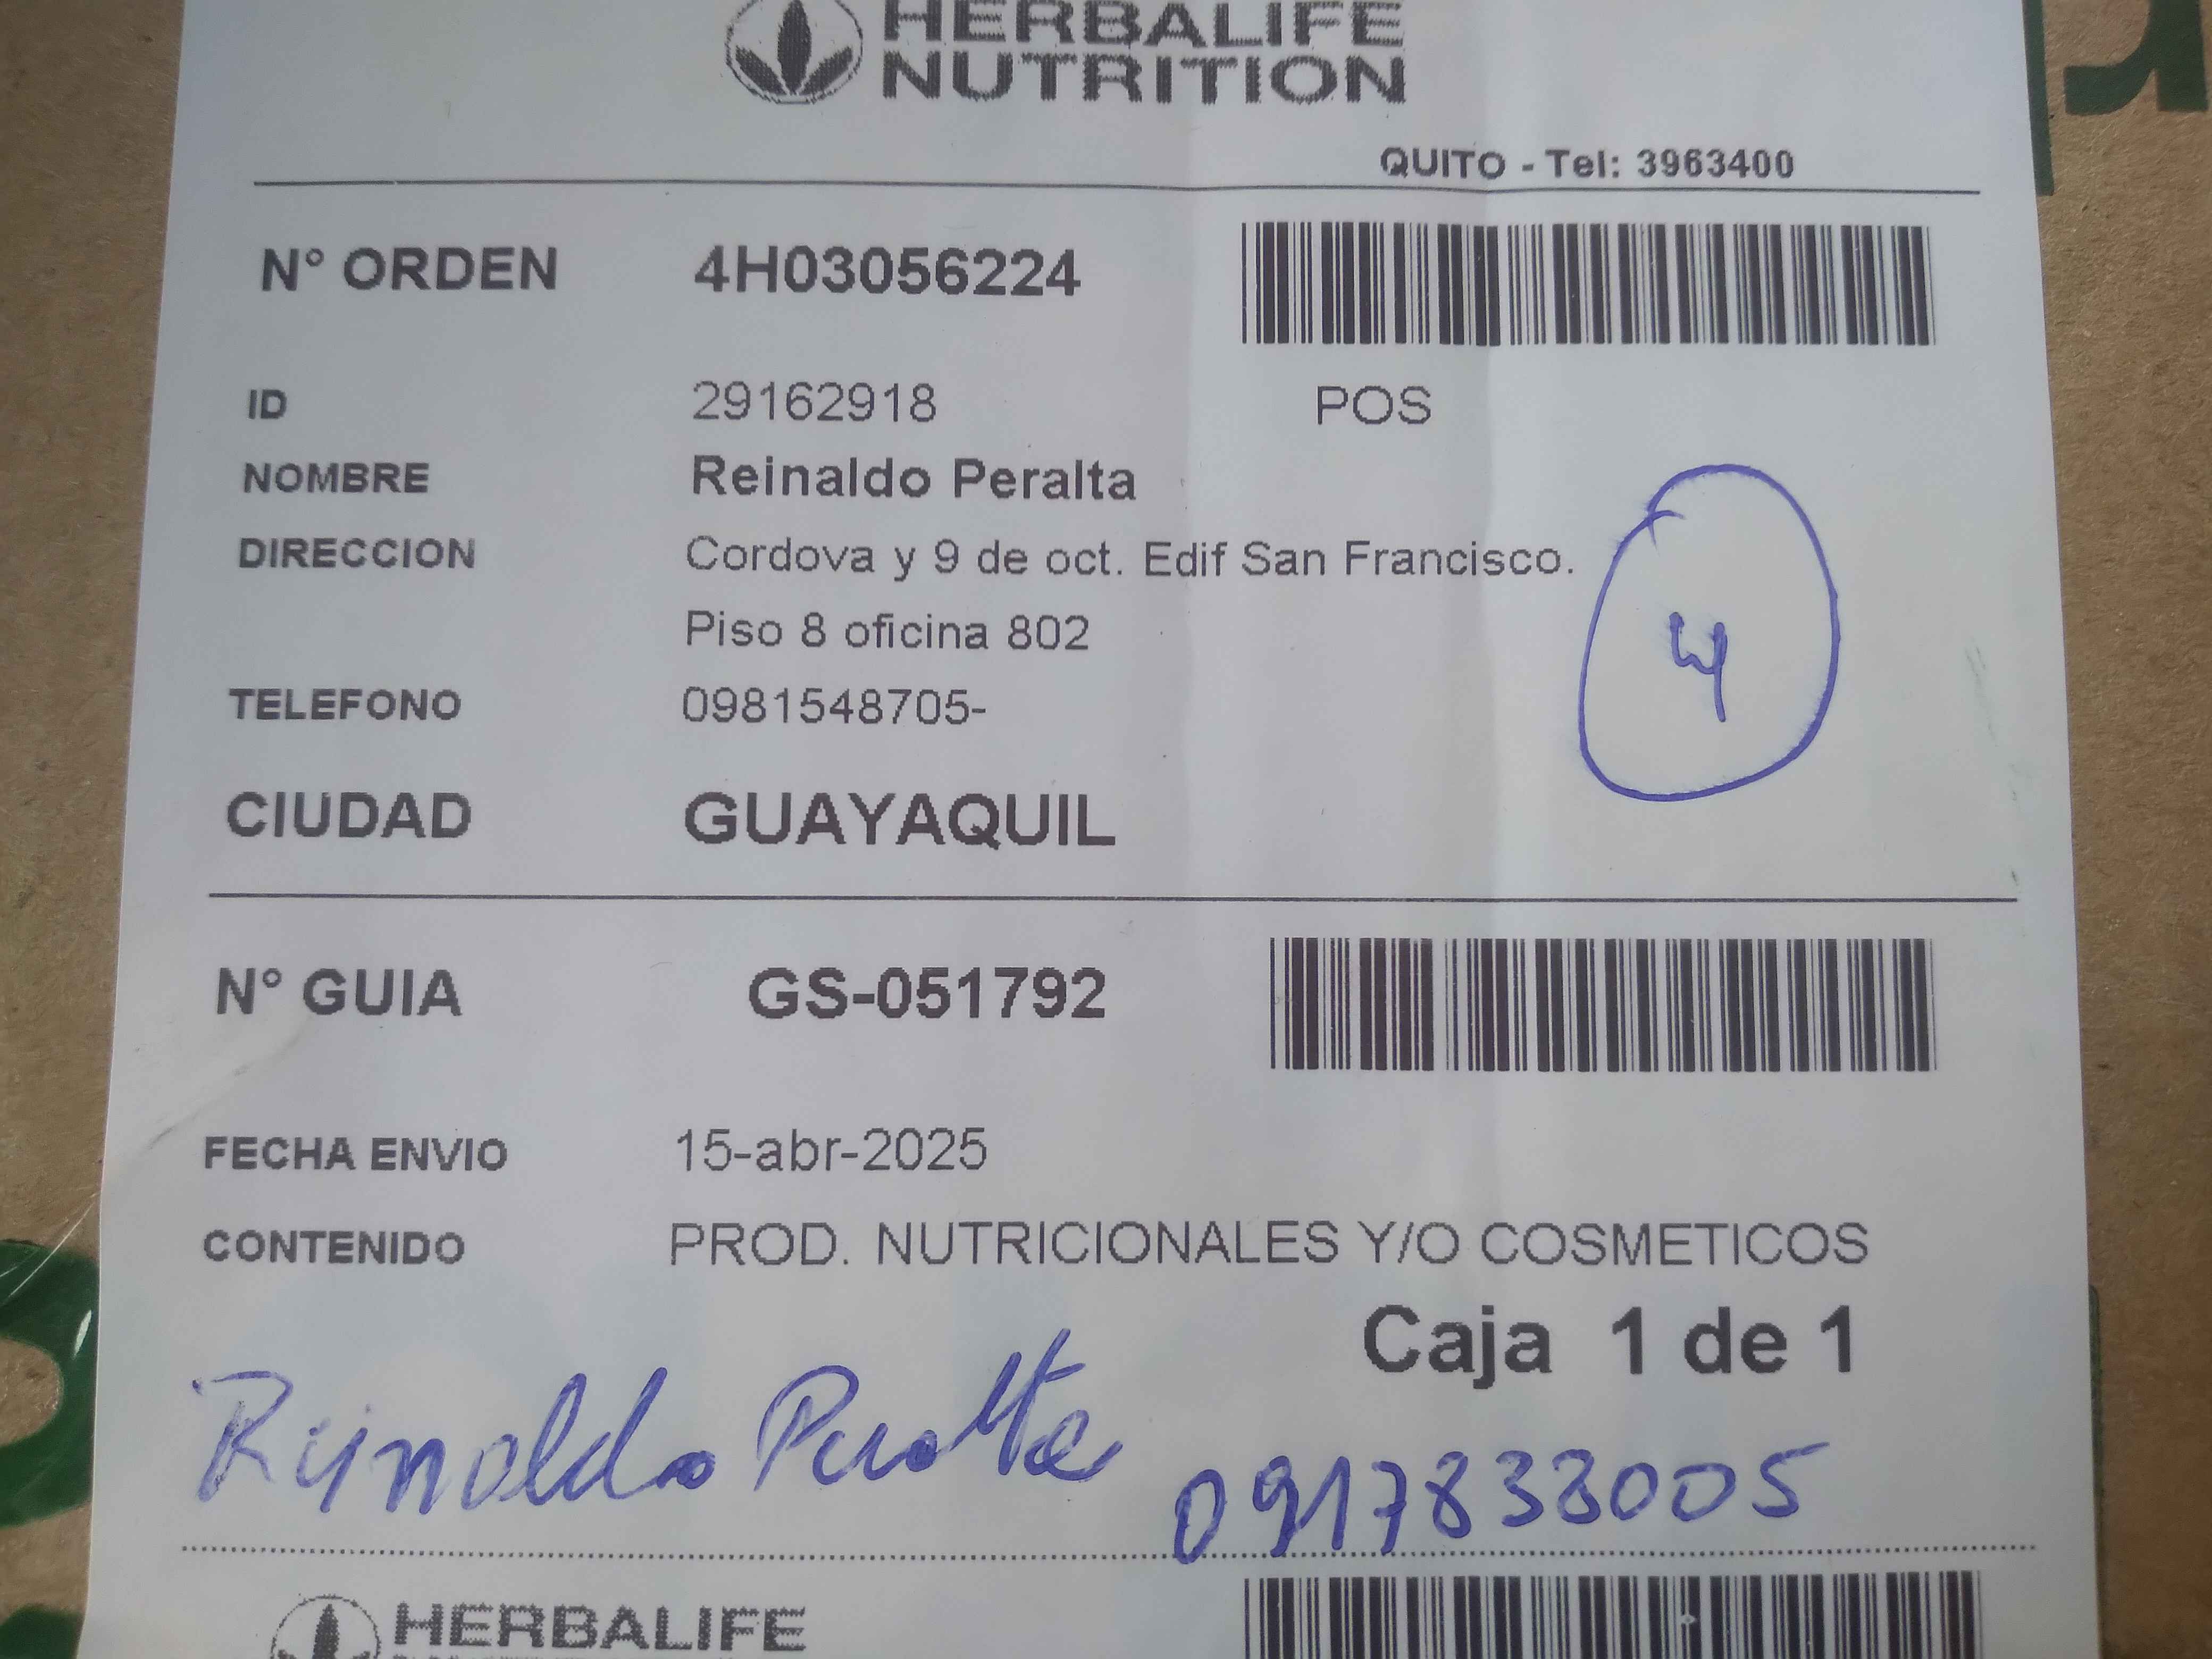 HERBALIFE
NUTRITION
QUITO - Tel: 3963400
N° ORDEN 4H03056224
ID 29162918 POS
NOMBRE Reinaldo Peralta
DIRECCION Cordova y 9 de oct. Edif San Francisco.
Piso 8 oficina 802
4
TELEFONO 0981548705-
CIUDAD GUAYAQUIL
N° GUIA GS-051792
FECHA ENVIO 15-abr-2025
CONTENIDO PROD. NUTRICIONALES Y/O COSMETICOS
Caja 1 de 1
Reynaldo Peralta 0917833005
HERBALIFE